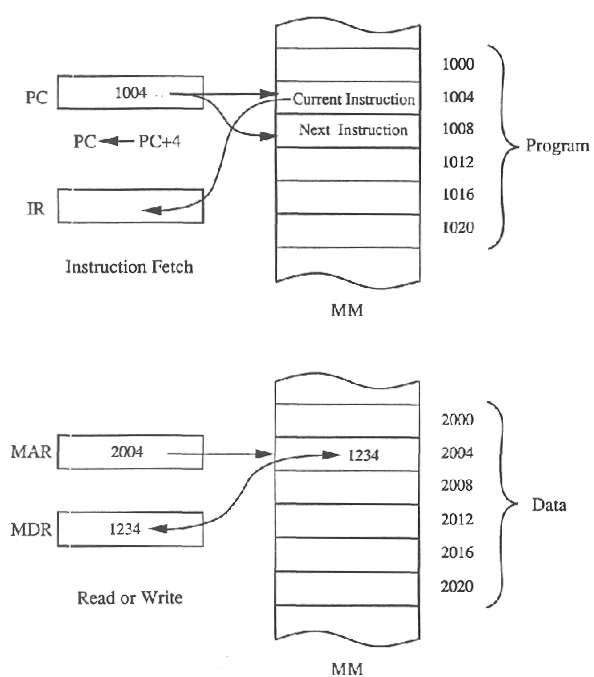 1000
PC 1004 Current Instruction 1004
PC PC+4 Next Instruction 1008 Program
1012
IR 1016
1020
Instruction Fetch
MM
2000
MAR 2004 1234 2004
2008
MDR 1234 2012 Data
2016
Read or Write 2020
MM